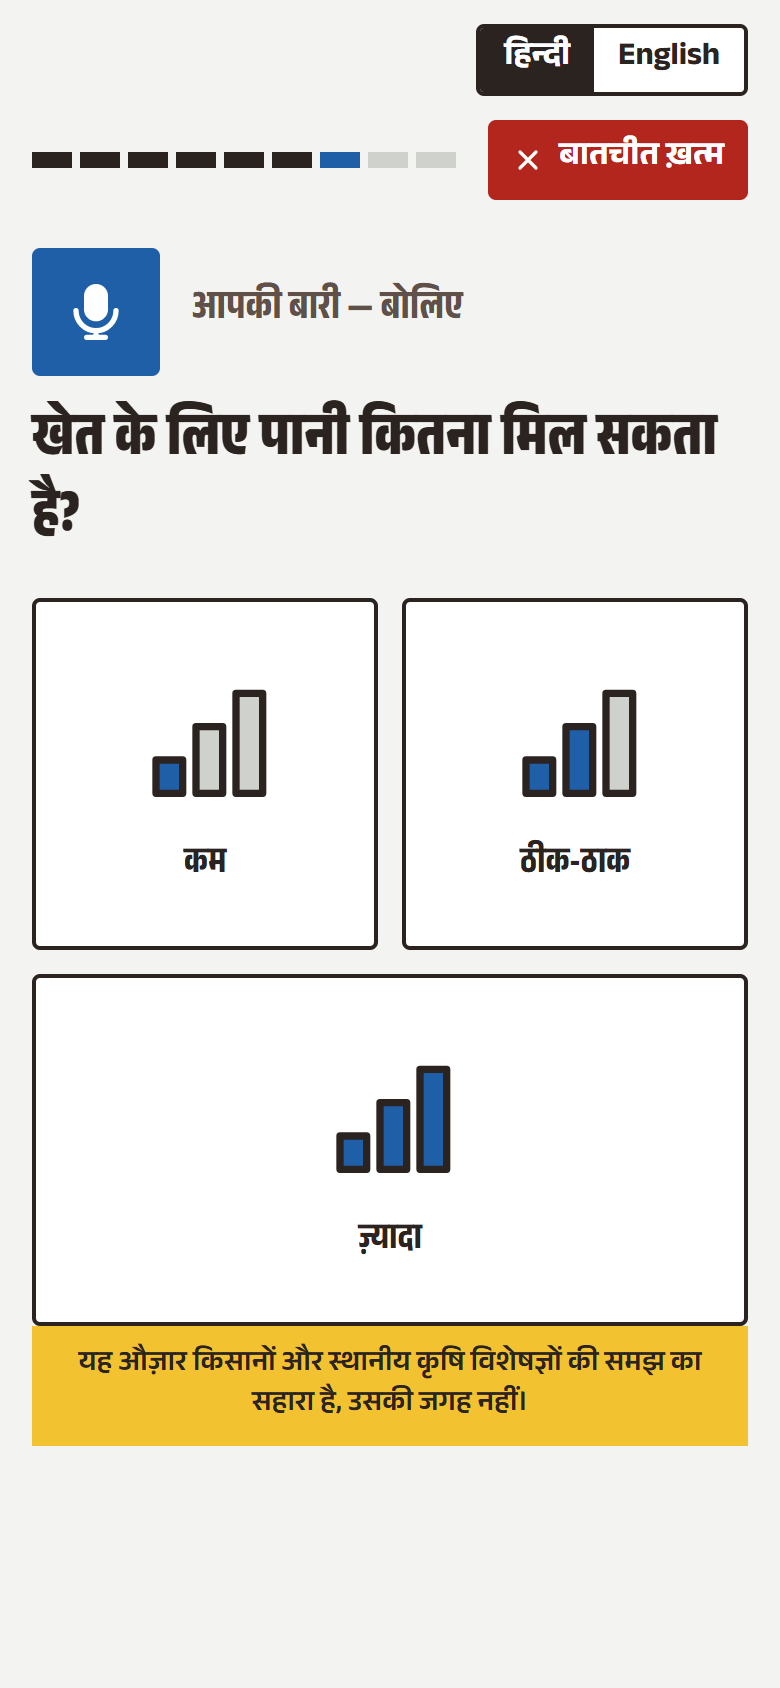 हिन्दी English
× बातचीत ख़त्म
आपकी बारी – बोलिए
खेत के लिए पानी कितना मिल सकता
है?
कम
ठीक-ठाक
ज़्यादा
यह औज़ार किसानों और स्थानीय कृषि विशेषज्ञों की समझ का
सहारा है, उसकी जगह नहीं।